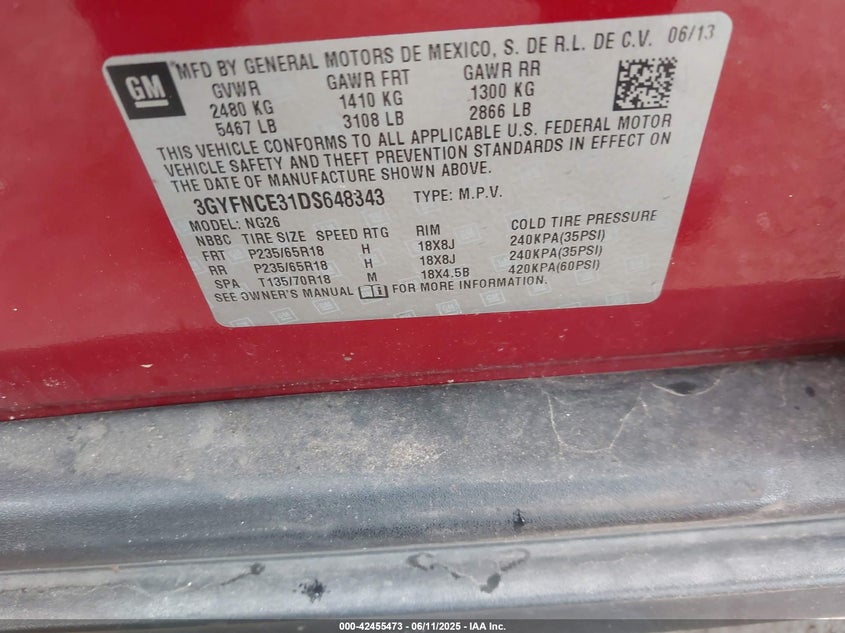 GM
MFD BY GENERAL MOTORS DE MEXICO, S. DE R.L. DE C.V. 06/13
GVWR GAWR FRT GAWR RR
2480 KG 1410 KG 1300 KG
5467 LB 3108 LB 2866 LB
THIS VEHICLE CONFORMS TO ALL APPLICABLE U.S. FEDERAL MOTOR
VEHICLE SAFETY AND THEFT PREVENTION STANDARDS IN EFFECT ON
THE DATE OF MANUFACTURE SHOWN ABOVE.
3GYFNCE31DS648343 TYPE: M.P.V.
MODEL: NG26
NBBC TIRE SIZE SPEED RTG RIM COLD TIRE PRESSURE
FRT P235/65R18 H 18X8J 240KPA(35PSI)
RR P235/65R18 H 18X8J 240KPA(35PSI)
SPA T135/70R18 M 18X4.5B 420KPA(60PSI)
SEE OWNER'S MANUAL FOR MORE INFORMATION.
000-42455473 - 06/11/2025 - IAA Inc.